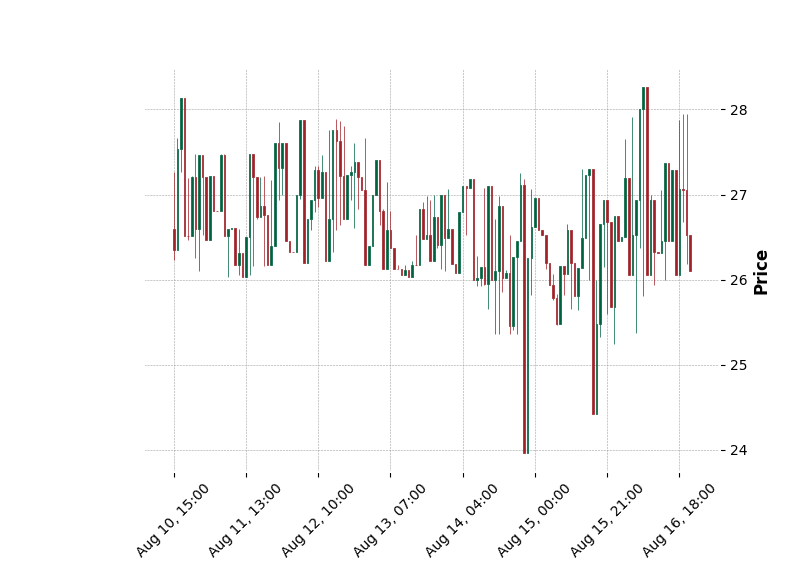 28
27
26
25
24
Price
Aug 10, 15:00
Aug 11, 13:00
Aug 12, 10:00
Aug 13, 07:00
Aug 14, 04:00
Aug 15, 00:00
Aug 15, 21:00
Aug 16, 18:00